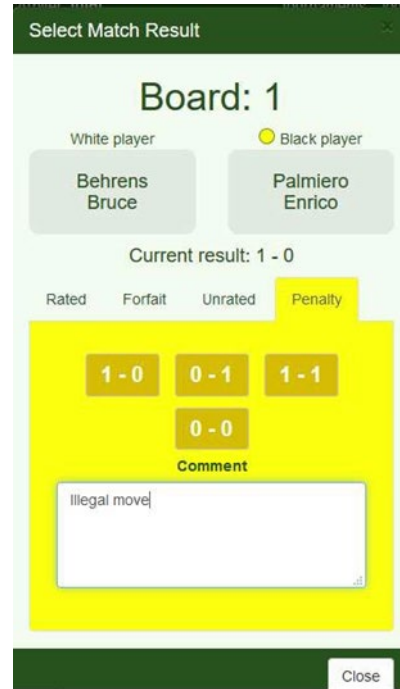 Select Match Result
Board: 1
White player
Black player
Behrens
Bruce
Palmiero
Enrico
Current result: 1 - 0
Rated Forfait Unrated Penalty
1 - 0 0 - 1 1 - 1
0 - 0
Comment
Illegal move
Close